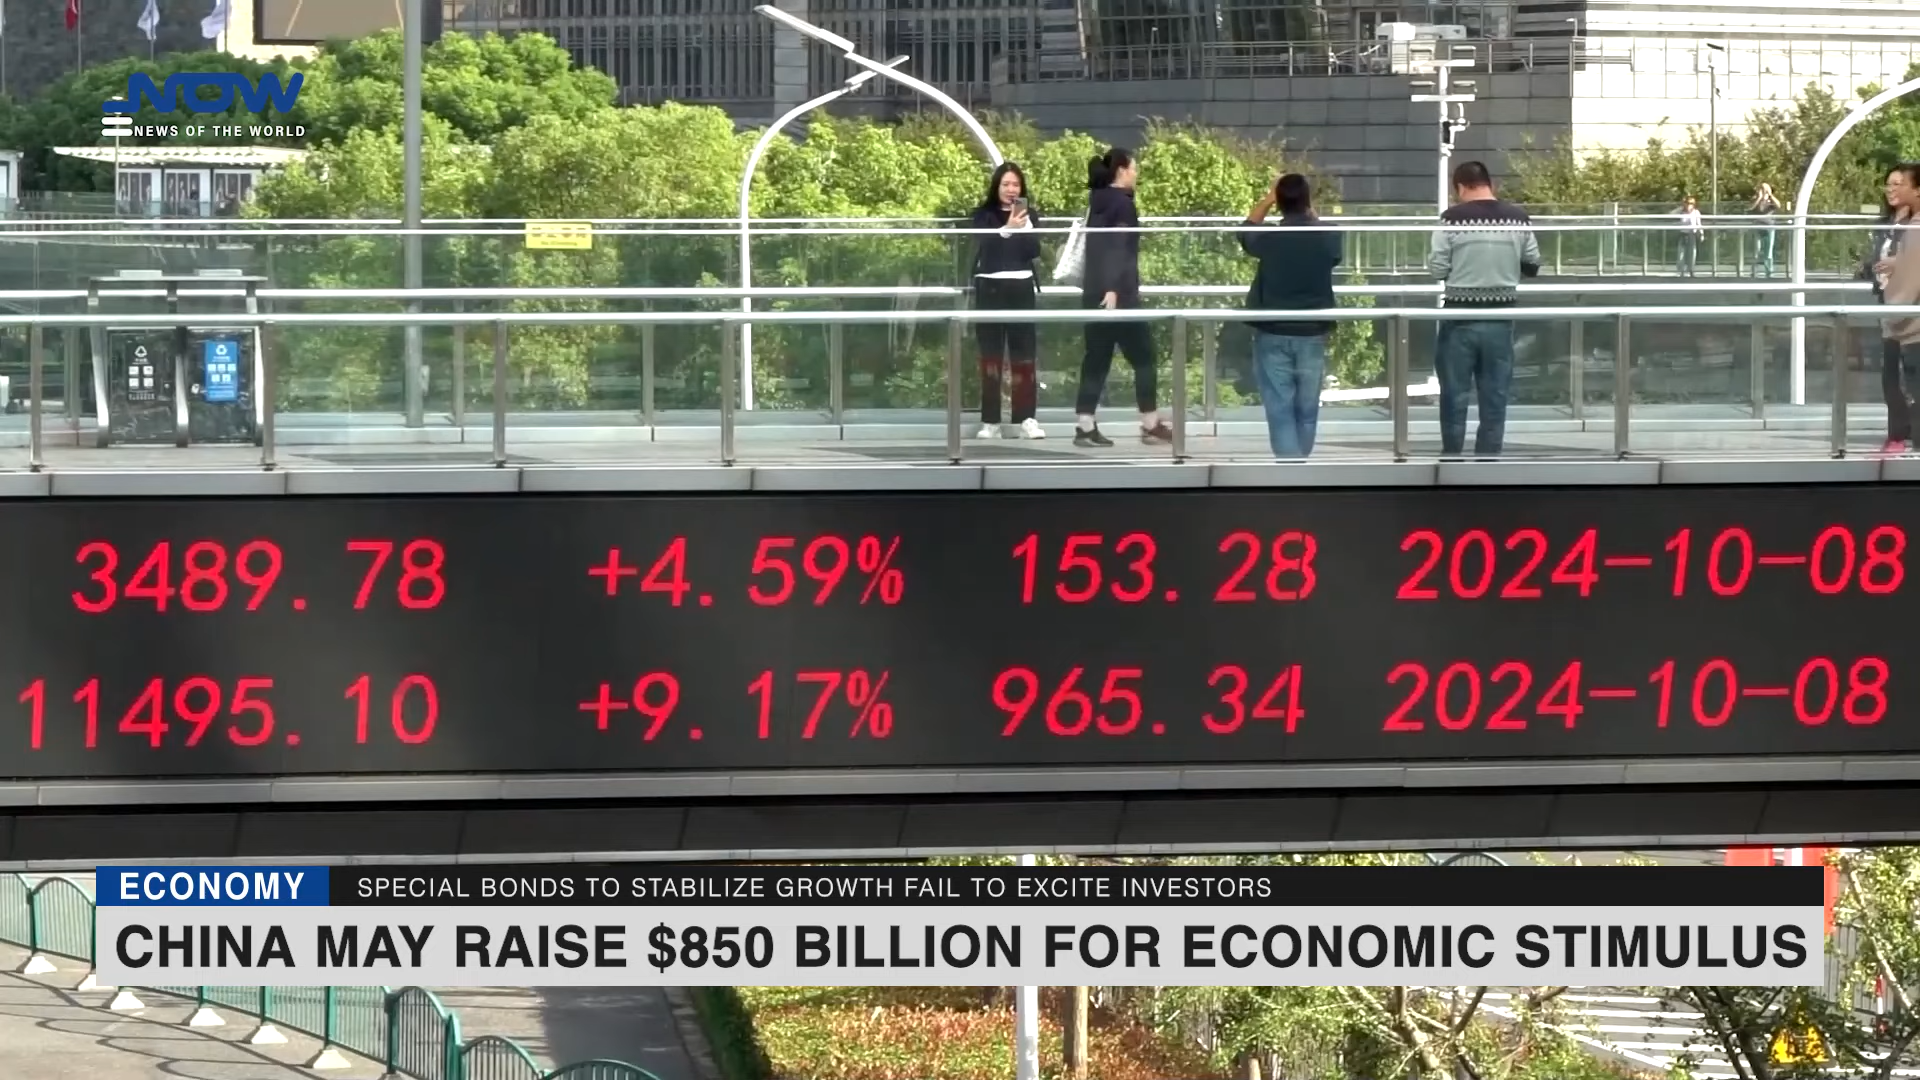 NOW
NEWS OF THE WORLD
3489.78 +4.59% 153.28 2024-10-08
11495.10 +9.17% 965.34 2024-10-08
ECONOMY SPECIAL BONDS TO STABILIZE GROWTH FAIL TO EXCITE INVESTORS
CHINA MAY RAISE $850 BILLION FOR ECONOMIC STIMULUS